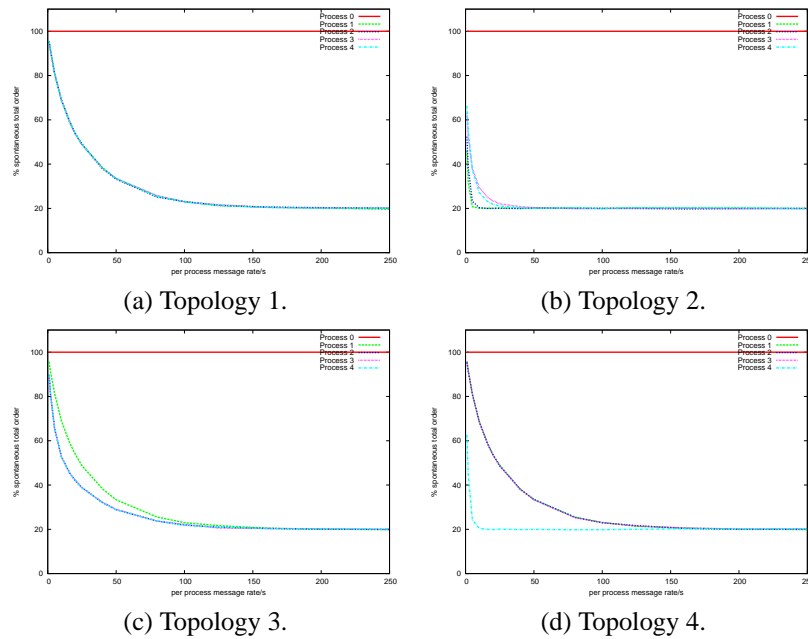 Process 0
Process 1
Process 2
Process 3
Process 4
100
80
60
40
20
0
% spontaneous total order
0 50 100 150 200 250
per process message rate/s
(a) Topology 1.
Process 0
Process 1
Process 2
Process 3
Process 4
100
80
60
40
20
0
% spontaneous total order
0 50 100 150 200 250
per process message rate/s
(b) Topology 2.
Process 0
Process 1
Process 2
Process 3
Process 4
100
80
60
40
20
0
% spontaneous total order
0 50 100 150 200 250
per process message rate/s
(c) Topology 3.
Process 0
Process 1
Process 2
Process 3
Process 4
100
80
60
40
20
0
% spontaneous total order
0 50 100 150 200 250
per process message rate/s
(d) Topology 4.